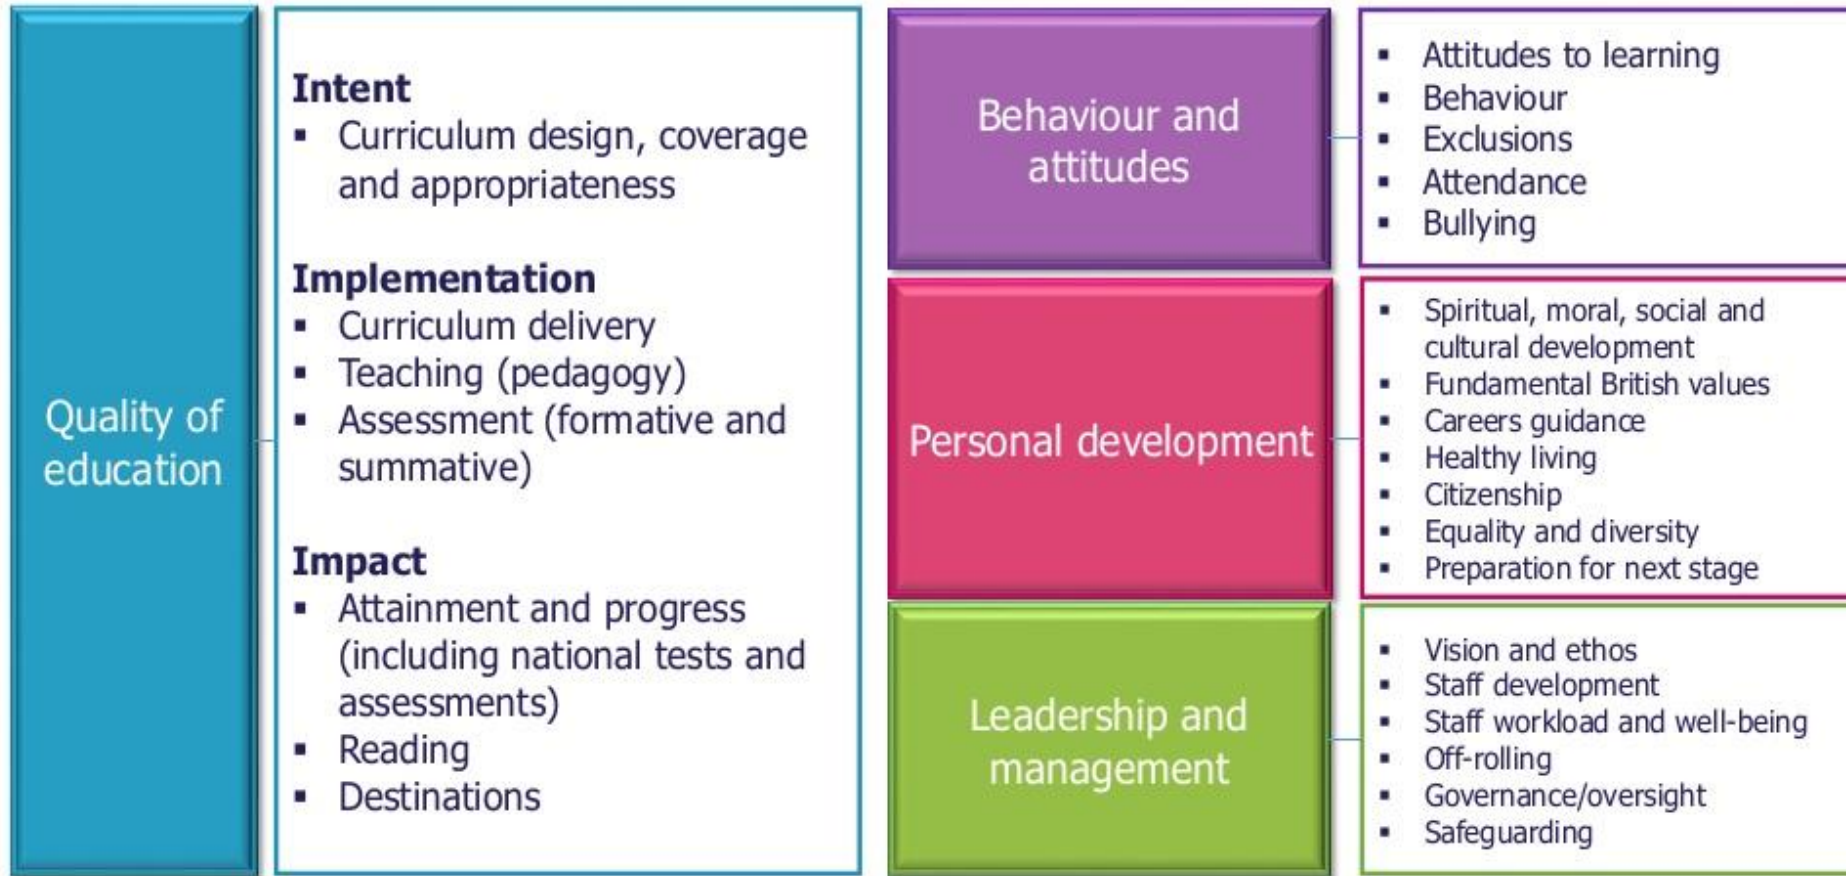 Quality of
education
Intent
▪ Curriculum design, coverage
and appropriateness
Implementation
▪ Curriculum delivery
▪ Teaching (pedagogy)
▪ Assessment (formative and
summative)
Impact
▪ Attainment and progress
(including national tests and
assessments)
▪ Reading
▪ Destinations
Behaviour and
attitudes
▪ Attitudes to learning
▪ Behaviour
▪ Exclusions
▪ Attendance
▪ Bullying
Personal development
▪ Spiritual, moral, social and
cultural development
▪ Fundamental British values
▪ Careers guidance
▪ Healthy living
▪ Citizenship
▪ Equality and diversity
▪ Preparation for next stage
Leadership and
management
▪ Vision and ethos
▪ Staff development
▪ Staff workload and well-being
▪ Off-rolling
▪ Governance/oversight
▪ Safeguarding